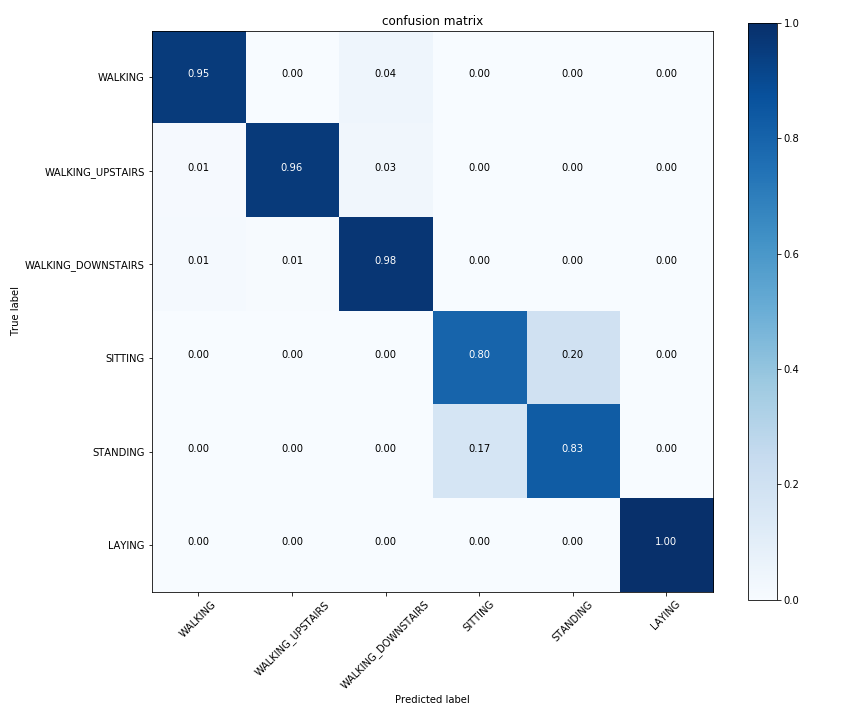 confusion matrix
1.0
WALKING 0.95 0.00 0.04 0.00 0.00 0.00
0.8
WALKING_UPSTAIRS 0.01 0.96 0.03 0.00 0.00 0.00
WALKING_DOWNSTAIRS 0.01 0.01 0.98 0.00 0.00 0.00
0.6
True label
SITTING 0.00 0.00 0.00 0.80 0.20 0.00
0.4
STANDING 0.00 0.00 0.00 0.17 0.83 0.00
0.2
LAYING 0.00 0.00 0.00 0.00 0.00 1.00
0.0
WALKING WALKING_UPSTAIRS WALKING_DOWNSTAIRS SITTING STANDING LAYING
Predicted label